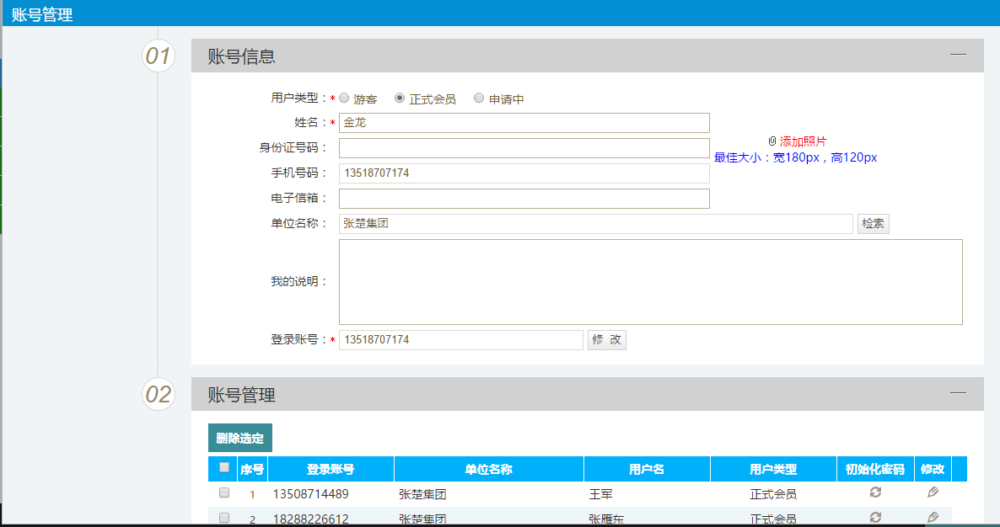 账号管理
01 账号信息
用户类型：* 游客 正式会员 申请中
姓名：* 金龙
身份证号码：
添加照片
最佳大小：宽180px，高120px
手机号码： 13518707174
电子信箱：
单位名称： 张楚集团 检索
我的说明：
登录账号：* 13518707174 修 改
02 账号管理
删除选定
序号 登录账号 单位名称 用户名 用户类型 初始化密码 修改
1 13508714489 张楚集团 王军 正式会员
2 18288226612 张楚集团 张雁东 正式会员